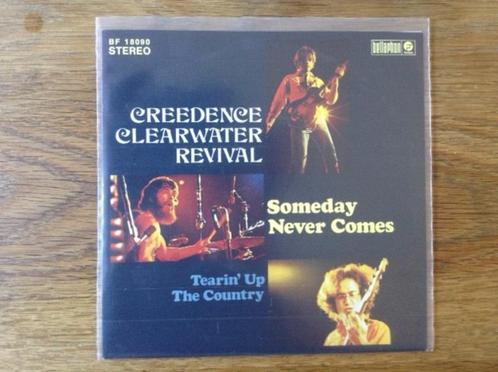 BF 18090
STEREO
bellaphon
CREEDENCE
CLEARWATER
REVIVAL
Someday
Never Comes
Tearin' Up
The Country